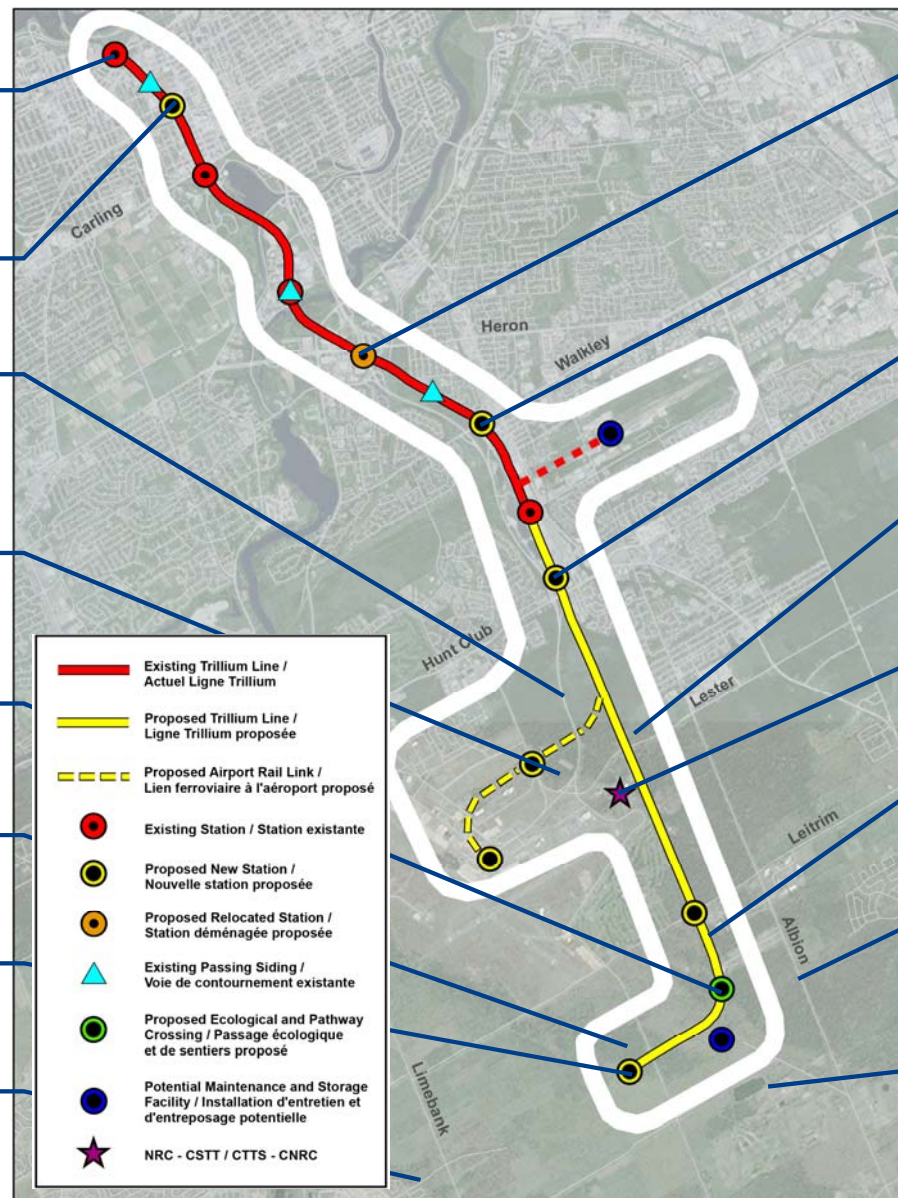 Carling
Heron
Walkley
Hunt Club
Lester
Leitrim
Albion
Limebank
Existing Trillium Line /
Actuel Ligne Trillium
Proposed Trillium Line /
Ligne Trillium proposée
Proposed Airport Rail Link /
Lien ferroviaire à l'aéroport proposé
Existing Station / Station existante
Proposed New Station /
Nouvelle station proposée
Proposed Relocated Station /
Station déménagée proposée
Existing Passing Siding /
Voie de contournement existante
Proposed Ecological and Pathway
Crossing / Passage écologique
et de sentiers proposé
Potential Maintenance and Storage
Facility / Installation d'entretien et
d'entreposage potentielle
NRC - CSTT / CTTS - CNRC